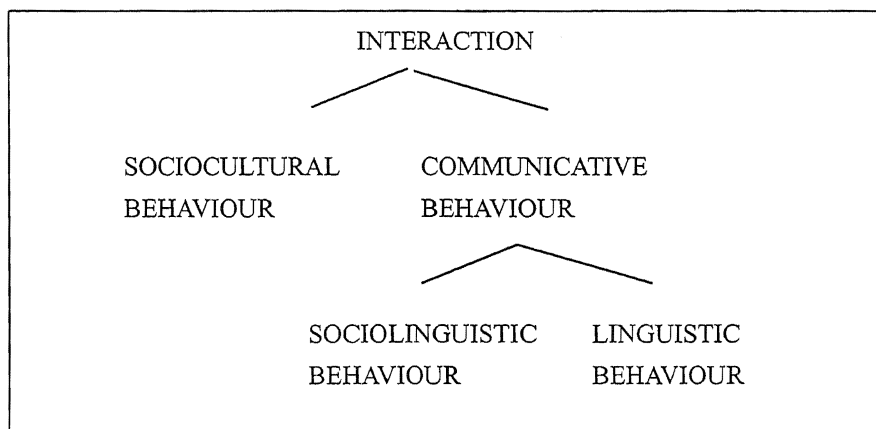 INTERACTION
SOCIOCULTURAL BEHAVIOUR
COMMUNICATIVE BEHAVIOUR
SOCIOLINGUISTIC BEHAVIOUR
LINGUISTIC BEHAVIOUR